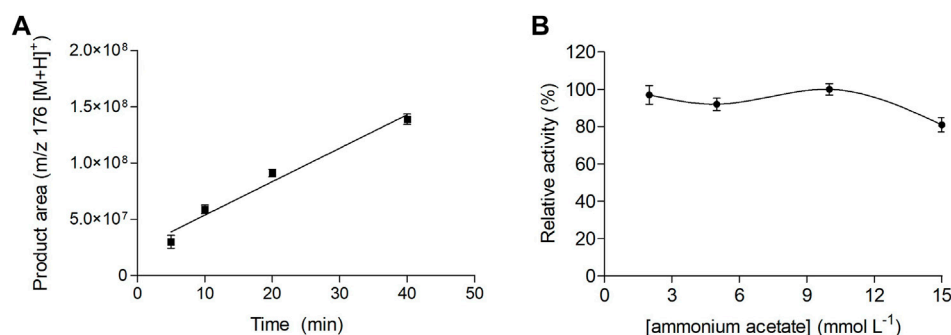 A
Product area (m/z 176 [M+H]⁺)
2.0×10⁸
1.5×10⁸
1.0×10⁸
5.0×10⁷
0
0 10 20 30 40 50
Time (min)
B
Relative activity (%)
120
100
80
60
40
20
0
0 3 6 9 12 15
[ammonium acetate] (mmol L⁻¹)